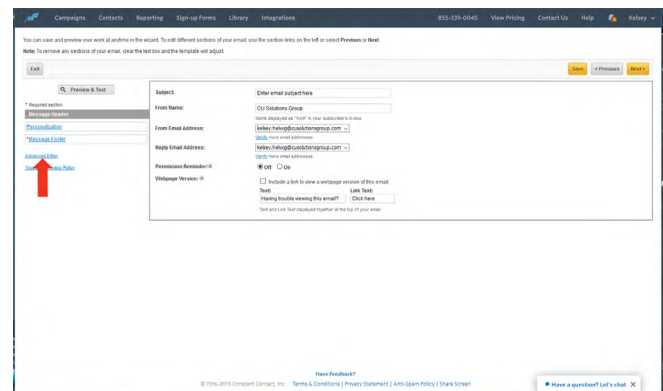 Campaigns Contacts Reporting Sign-up Forms Library Integrations 855-339-0045 View Pricing Contact Us Help Kelsey
You can save and preview your work at anytime in the wizard. To edit different sections of your email, use the section links on the left or select Previous or Next.
Note: To remove any sections of your email, clear the text box and the template will adjust.
Exit Save < Previous Next >
Preview & Test
* Required section
Message Header
Personalization
*Message Footer
Advanced Editor
Privacy Policy
Subject: Enter email subject here
From Name: CU Solutions Group
Name displayed as "from" in your subscriber's in-box
From Email Address: kelsey.helwig@cusolutionsgroup.com
Verify more email addresses
Reply Email Address: kelsey.helwig@cusolutionsgroup.com
Verify more email addresses
Permission Reminder: Off On
Webpage Version: Include a link to view a webpage version of this email
Text: Link Text:
Having trouble viewing this email? Click here
Text and Link Text displayed together at the top of your email
Have Feedback?
© 1996-2019 Constant Contact, Inc. Terms & Conditions | Privacy Statement | Anti-Spam Policy | Share Screen
Have a question? Let's chat X